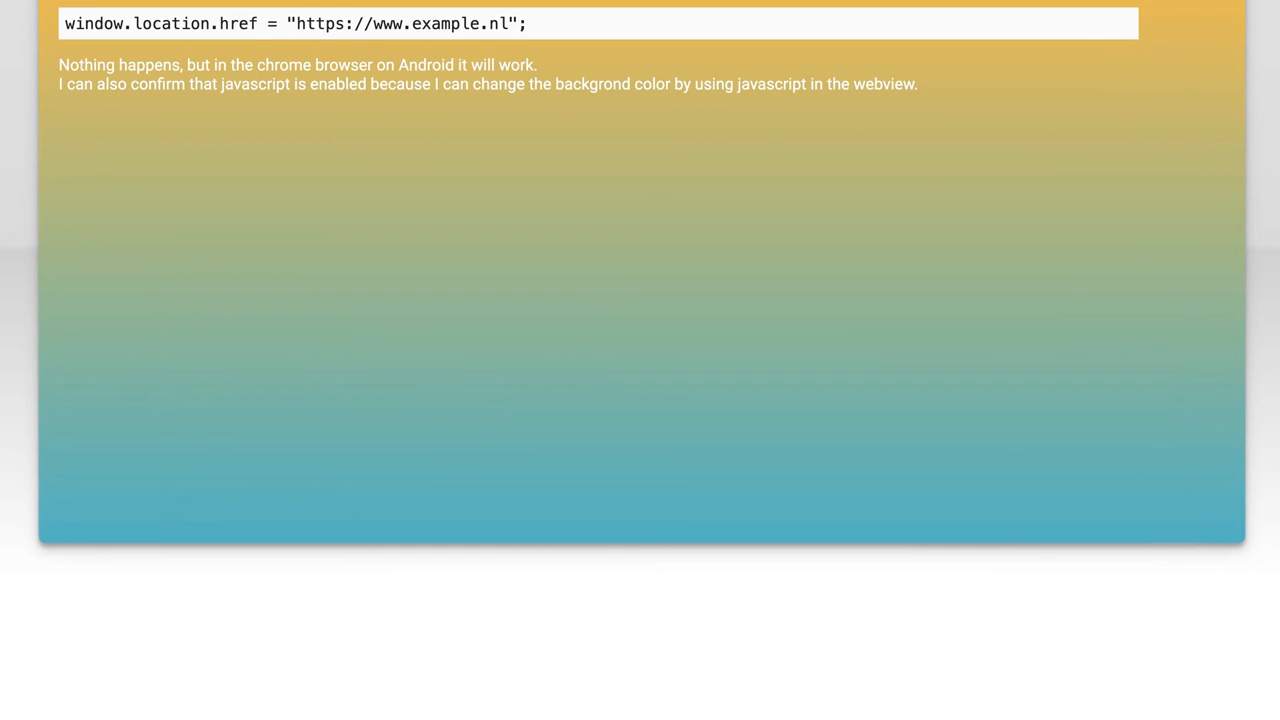 window.location.href = "https://www.example.nl";
Nothing happens, but in the chrome browser on Android it will work.
I can also confirm that javascript is enabled because I can change the backgrond color by using javascript in the webview.